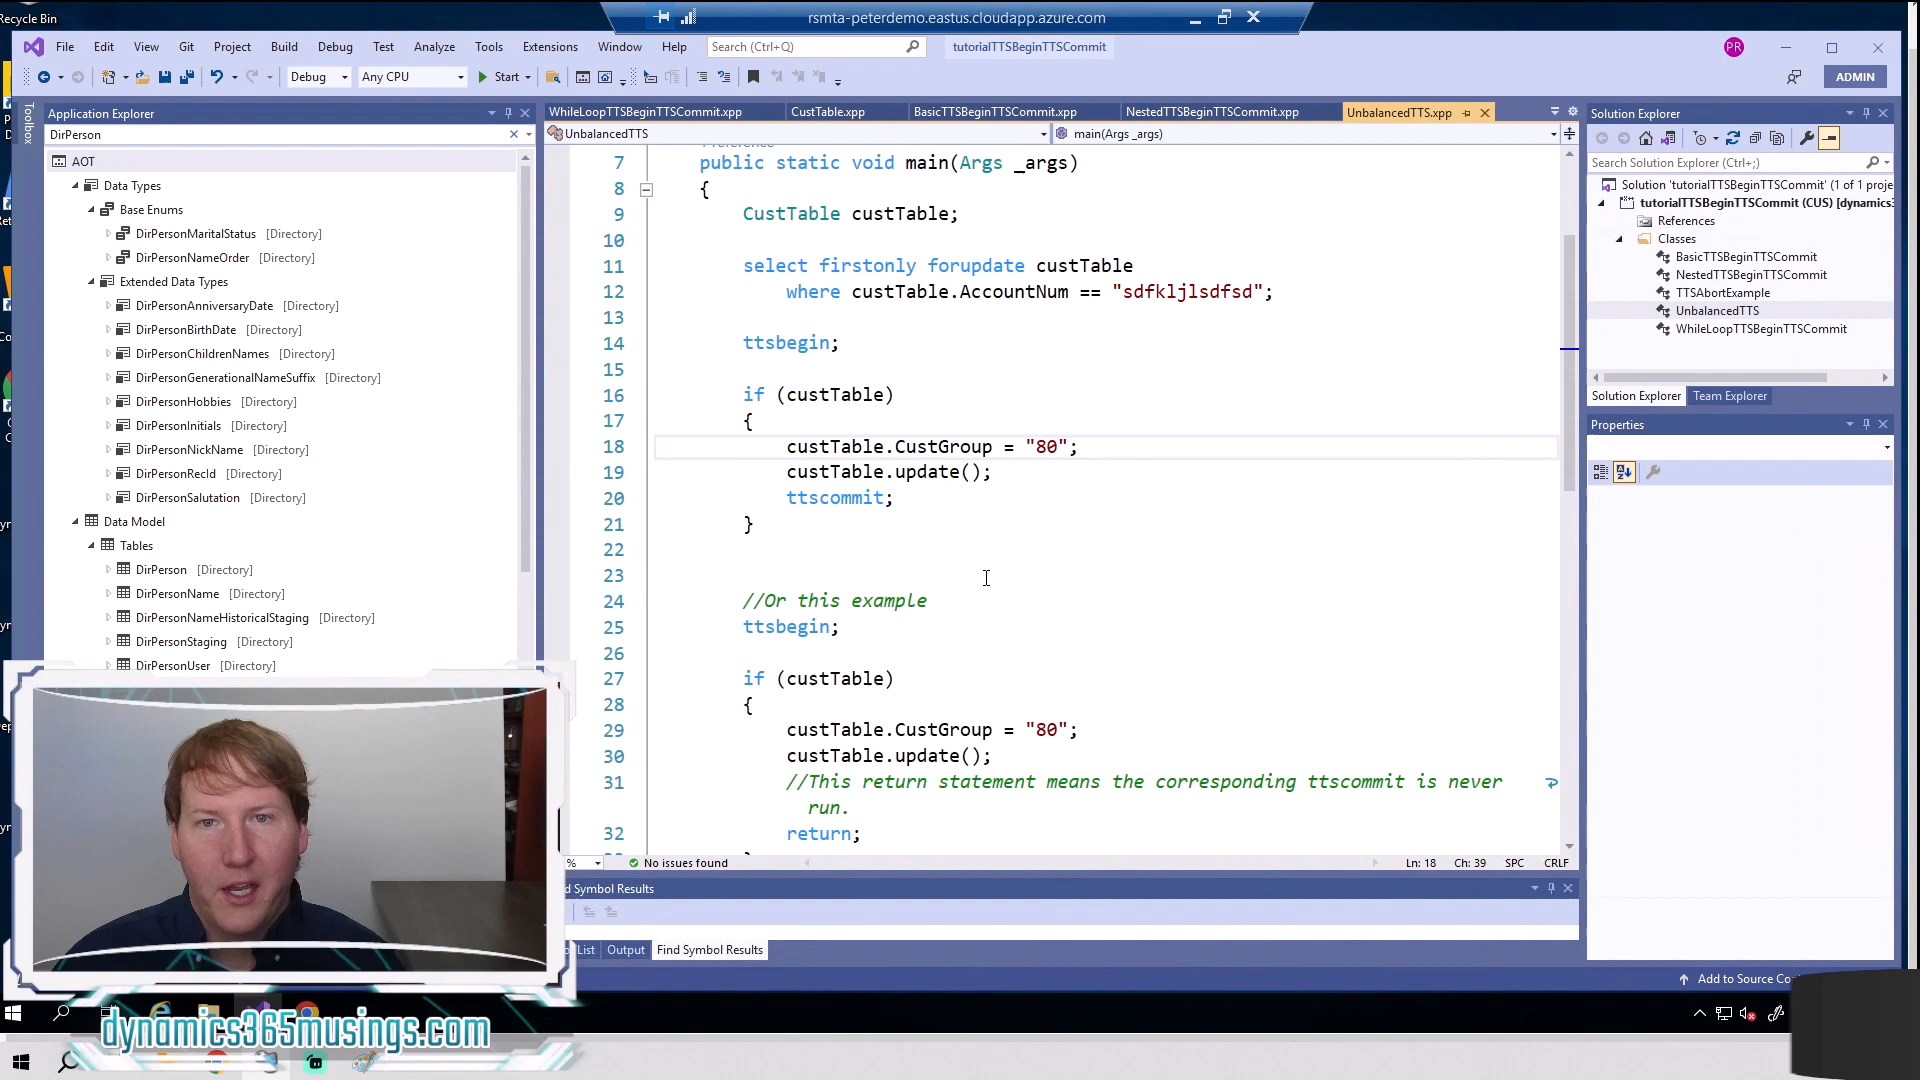 Recycle Bin
rsmta-peterdemo.eastus.cloudapp.azure.com
File Edit View Git Project Build Debug Test Analyze Tools Extensions Window Help Search (Ctrl+Q) tutorialTTSBeginTTSCommit PR
Debug Any CPU Start ADMIN
Toolbox
Application Explorer
DirPerson
AOT
Data Types
Base Enums
DirPersonMaritalStatus [Directory]
DirPersonNameOrder [Directory]
Extended Data Types
DirPersonAnniversaryDate [Directory]
DirPersonBirthDate [Directory]
DirPersonChildrenNames [Directory]
DirPersonGenerationalNameSuffix [Directory]
DirPersonHobbies [Directory]
DirPersonInitials [Directory]
DirPersonNickName [Directory]
DirPersonRecId [Directory]
DirPersonSalutation [Directory]
Data Model
Tables
DirPerson [Directory]
DirPersonName [Directory]
DirPersonNameHistoricalStaging [Directory]
DirPersonStaging [Directory]
DirPersonUser [Directory]
WhileLoopTTSBeginTTSCommit.xpp CustTable.xpp BasicTTSBeginTTSCommit.xpp NestedTTSBeginTTSCommit.xpp UnbalancedTTS.xpp
UnbalancedTTS main(Args _args)
7 public static void main(Args _args)
8 {
9 CustTable custTable;
10
11 select firstonly forupdate custTable
12 where custTable.AccountNum == "sdfkljlsdfsd";
13
14 ttsbegin;
15
16 if (custTable)
17 {
18 custTable.CustGroup = "80";
19 custTable.update();
20 ttscommit;
21 }
22
23
24 //Or this example
25 ttsbegin;
26
27 if (custTable)
28 {
29 custTable.CustGroup = "80";
30 custTable.update();
31 //This return statement means the corresponding ttscommit is never
run.
32 return;
% No issues found Ln: 18 Ch: 39 SPC CRLF
d Symbol Results
List Output Find Symbol Results
Solution Explorer
Search Solution Explorer (Ctrl+;)
Solution 'tutorialTTSBeginTTSCommit' (1 of 1 proje
tutorialTTSBeginTTSCommit (CUS) [dynamics3
References
Classes
BasicTTSBeginTTSCommit
NestedTTSBeginTTSCommit
TTSAbortExample
UnbalancedTTS
WhileLoopTTSBeginTTSCommit
Solution Explorer Team Explorer
Properties
Add to Source Co
dynamics365musings.com